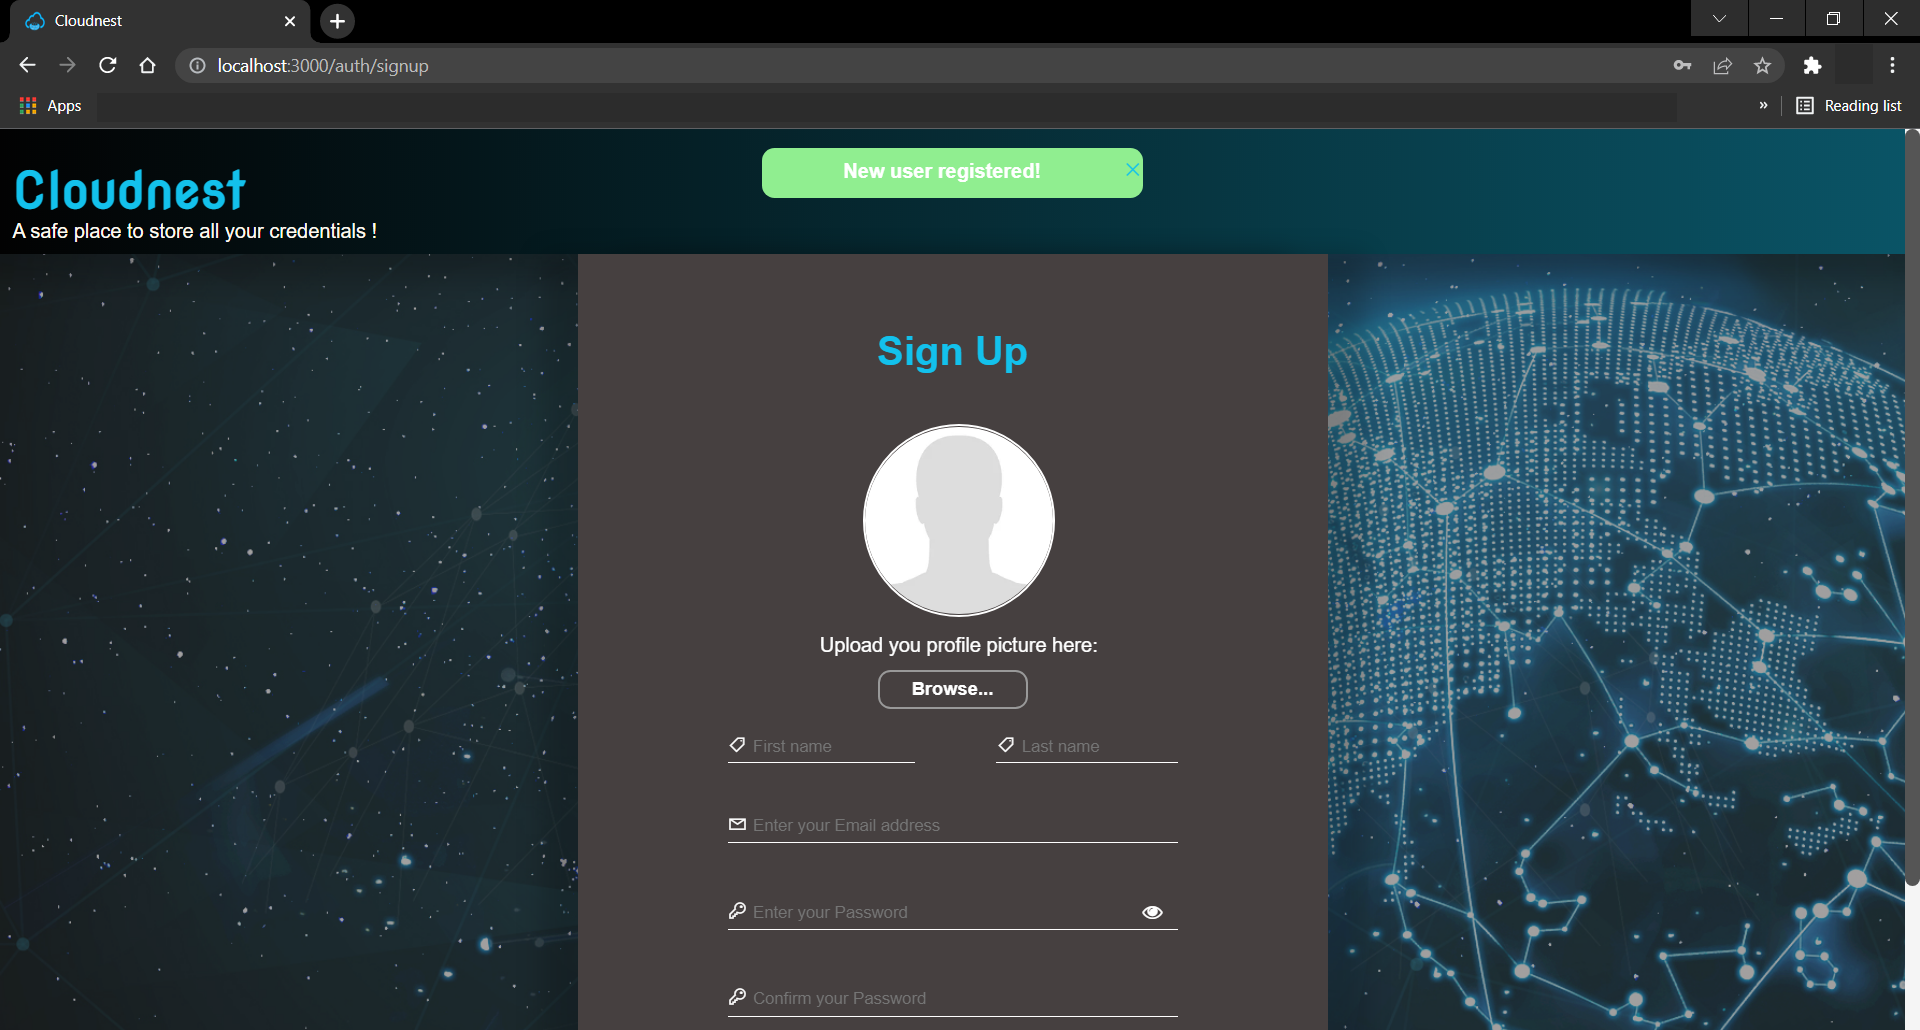 Cloudnest
localhost:3000/auth/signup
Apps
»
Reading list
New user registered!
Cloudnest
A safe place to store all your credentials !
Sign Up
Upload you profile picture here:
Browse...
First name
Last name
Enter your Email address
Enter your Password
Confirm your Password